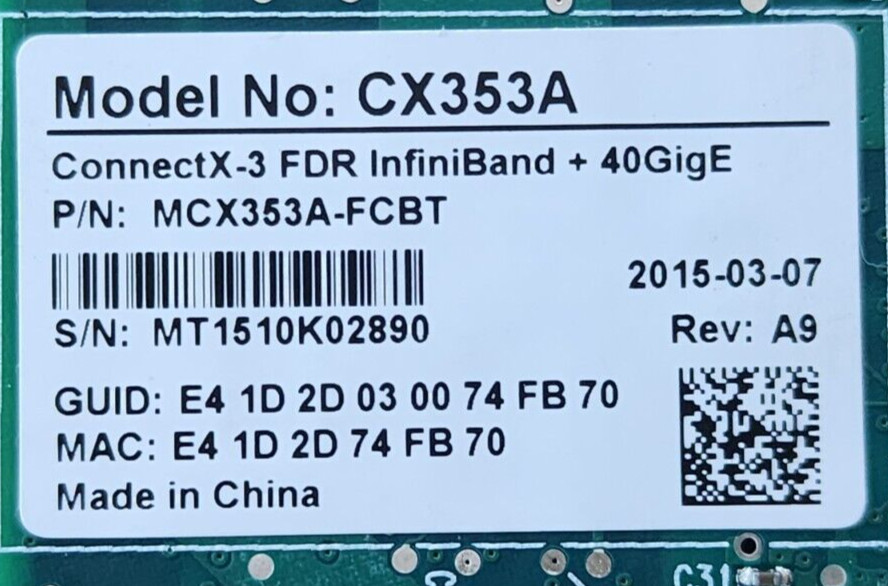 Model No: CX353A
ConnectX-3 FDR InfiniBand + 40GigE
P/N: MCX353A-FCBT
2015-03-07
S/N: MT1510K02890
Rev: A9
GUID: E4 1D 2D 03 00 74 FB 70
MAC: E4 1D 2D 74 FB 70
Made in China